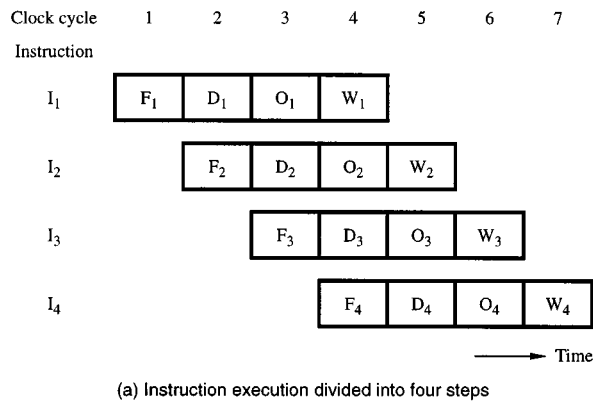 Clock cycle 1 2 3 4 5 6 7
Instruction
I₁ F₁ D₁ O₁ W₁
I₂ F₂ D₂ O₂ W₂
I₃ F₃ D₃ O₃ W₃
I₄ F₄ D₄ O₄ W₄
Time
(a) Instruction execution divided into four steps